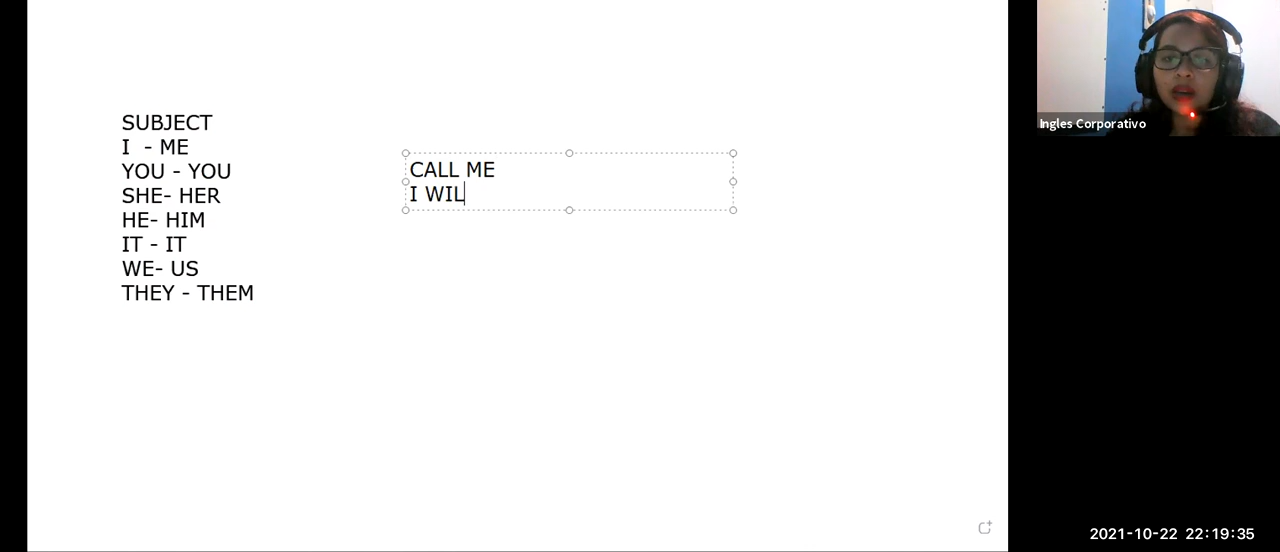 SUBJECT
I - ME
YOU - YOU
SHE- HER
HE- HIM
IT - IT
WE- US
THEY - THEM
CALL ME
I WIL
Ingles Corporativo
2021-10-22 22:19:35